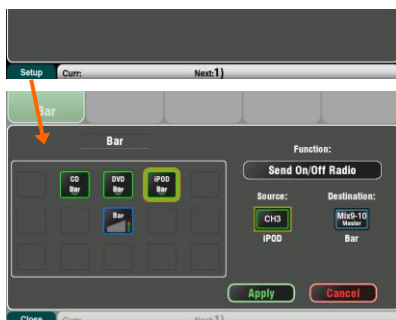 Setup Curr: Next:1)
Bar
Bar
Function:
Send On/Off Radio
CD Bar
DVD Bar
iPOD Bar
Bar
Source: Destination:
CH3
Mix9-10 Master
iPOD Bar
Apply Cancel
Close Curr: Next:1)